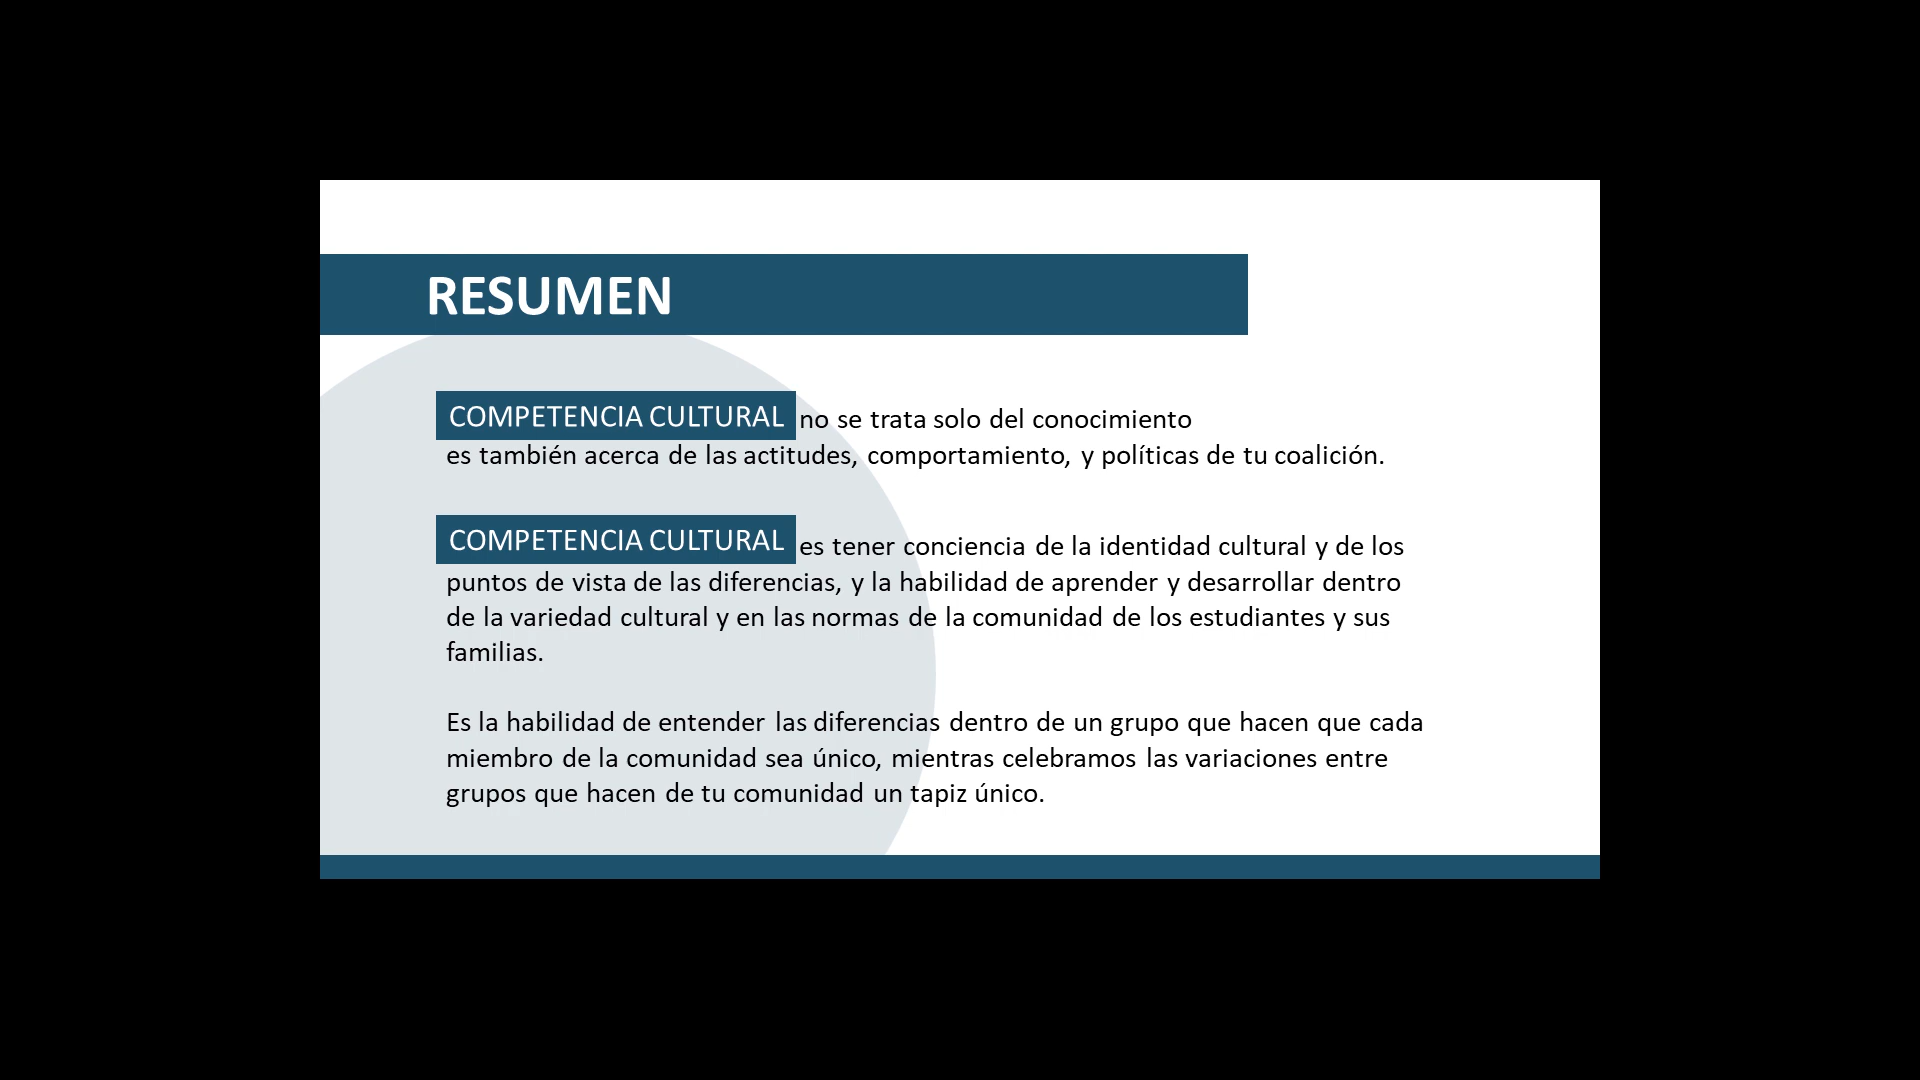 RESUMEN
COMPETENCIA CULTURAL no se trata solo del conocimiento
es también acerca de las actitudes, comportamiento, y políticas de tu coalición.
COMPETENCIA CULTURAL es tener conciencia de la identidad cultural y de los
puntos de vista de las diferencias, y la habilidad de aprender y desarrollar dentro
de la variedad cultural y en las normas de la comunidad de los estudiantes y sus
familias.
Es la habilidad de entender las diferencias dentro de un grupo que hacen que cada
miembro de la comunidad sea único, mientras celebramos las variaciones entre
grupos que hacen de tu comunidad un tapiz único.